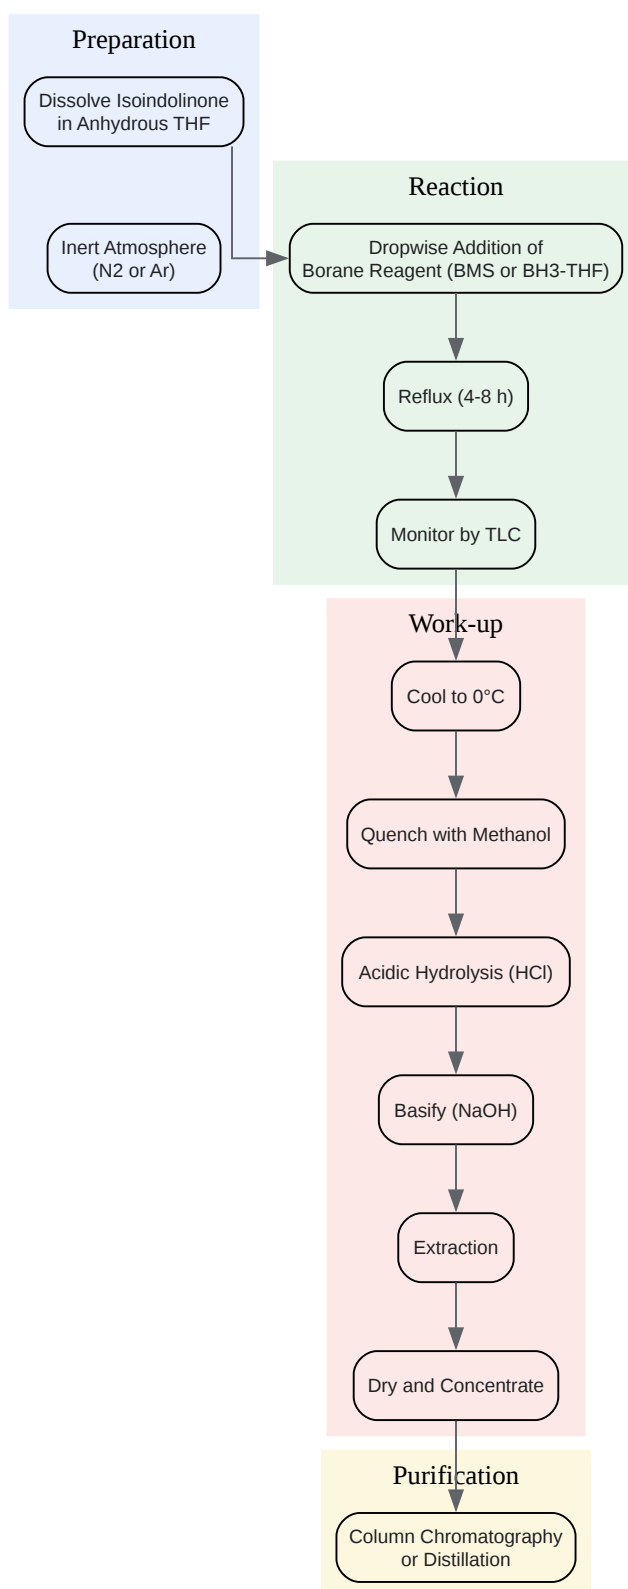 Preparation
Dissolve Isoindolinone
in Anhydrous THF
Inert Atmosphere
(N2 or Ar)
Reaction
Dropwise Addition of
Borane Reagent (BMS or BH3-THF)
Reflux (4-8 h)
Monitor by TLC
Work-up
Cool to 0°C
Quench with Methanol
Acidic Hydrolysis (HCl)
Basify (NaOH)
Extraction
Dry and Concentrate
Purification
Column Chromatography
or Distillation